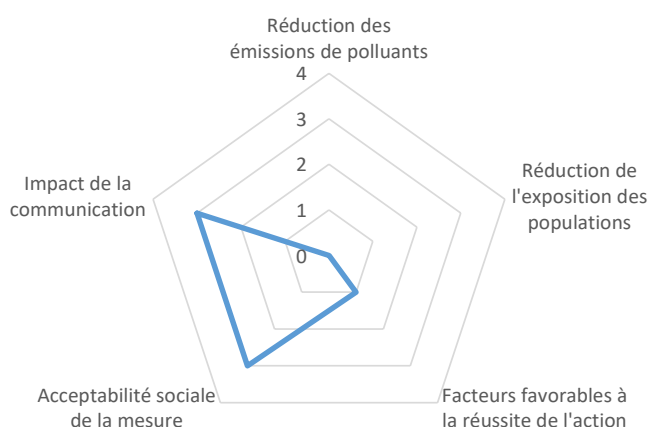 Réduction des
émissions de polluants
4
3
2
1
0
Réduction de
l'exposition des
populations
Impact de la
communication
Acceptabilité sociale
de la mesure
Facteurs favorables à
la réussite de l'action